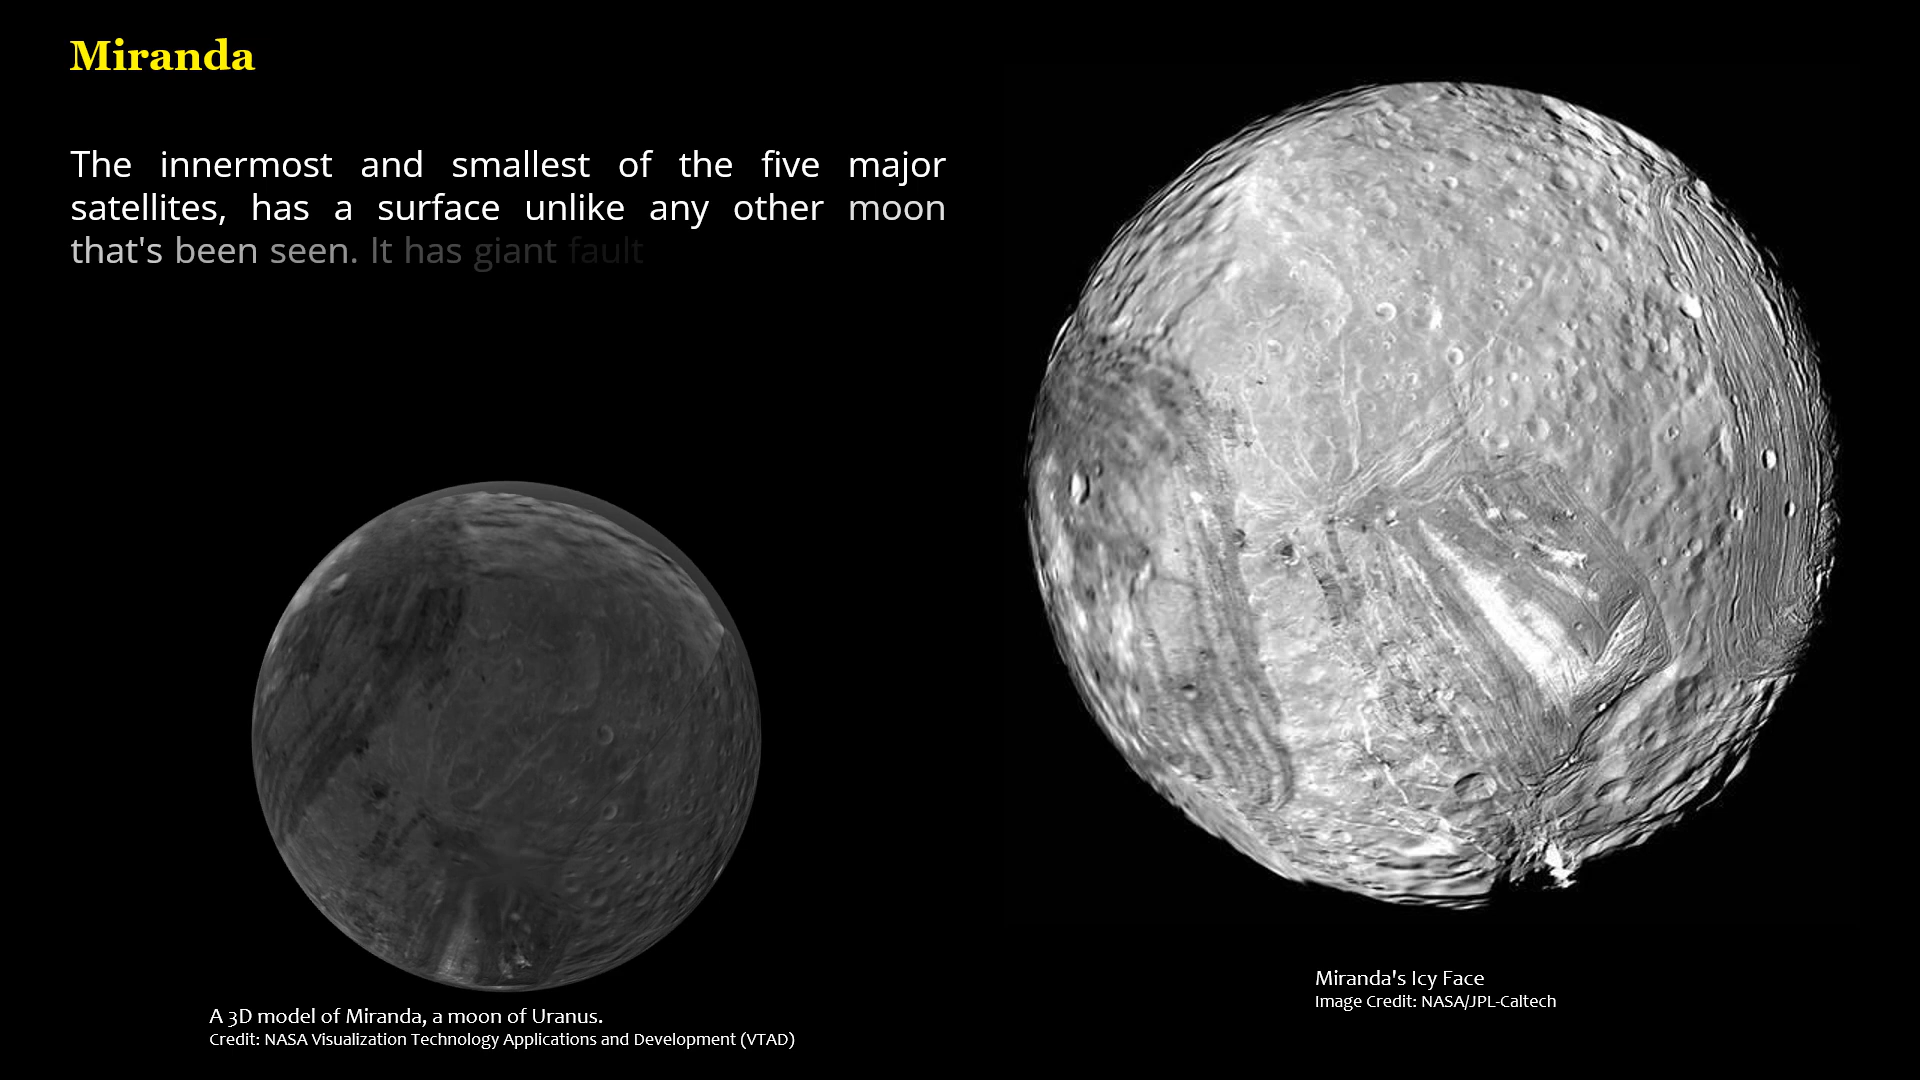 Miranda
The innermost and smallest of the five major
satellites, has a surface unlike any other moon
that's been seen. It has giant fault
A 3D model of Miranda, a moon of Uranus.
Credit: NASA Visualization Technology Applications and Development (VTAD)
Miranda's Icy Face
Image Credit: NASA/JPL-Caltech